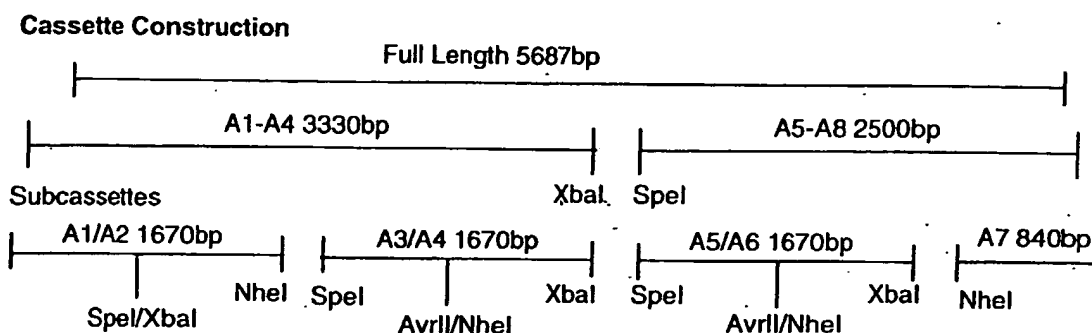 Cassette Construction
Full Length 5687bp
A1-A4 3330bp
A5-A8 2500bp
XbaI
SpeI
Subcassettes
A1/A2 1670bp
A3/A4 1670bp
A5/A6 1670bp
A7 840bp
NheI
SpeI
XbaI
SpeI
XbaI
NheI
SpeI/XbaI
AvrII/NheI
AvrII/NheI